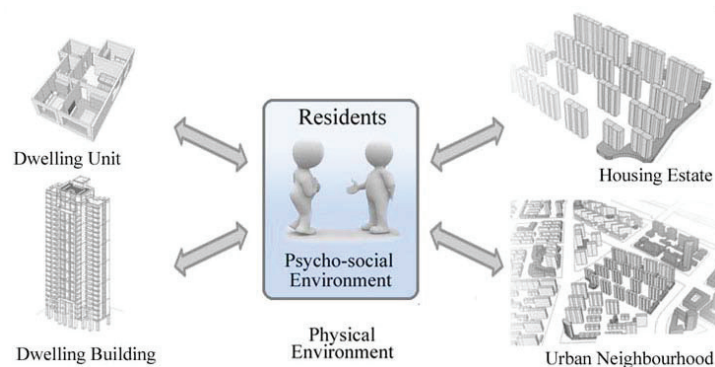 Residents
Dwelling Unit
Housing Estate
Psycho-social
Environment
Physical
Environment
Dwelling Building
Urban Neighbourhood